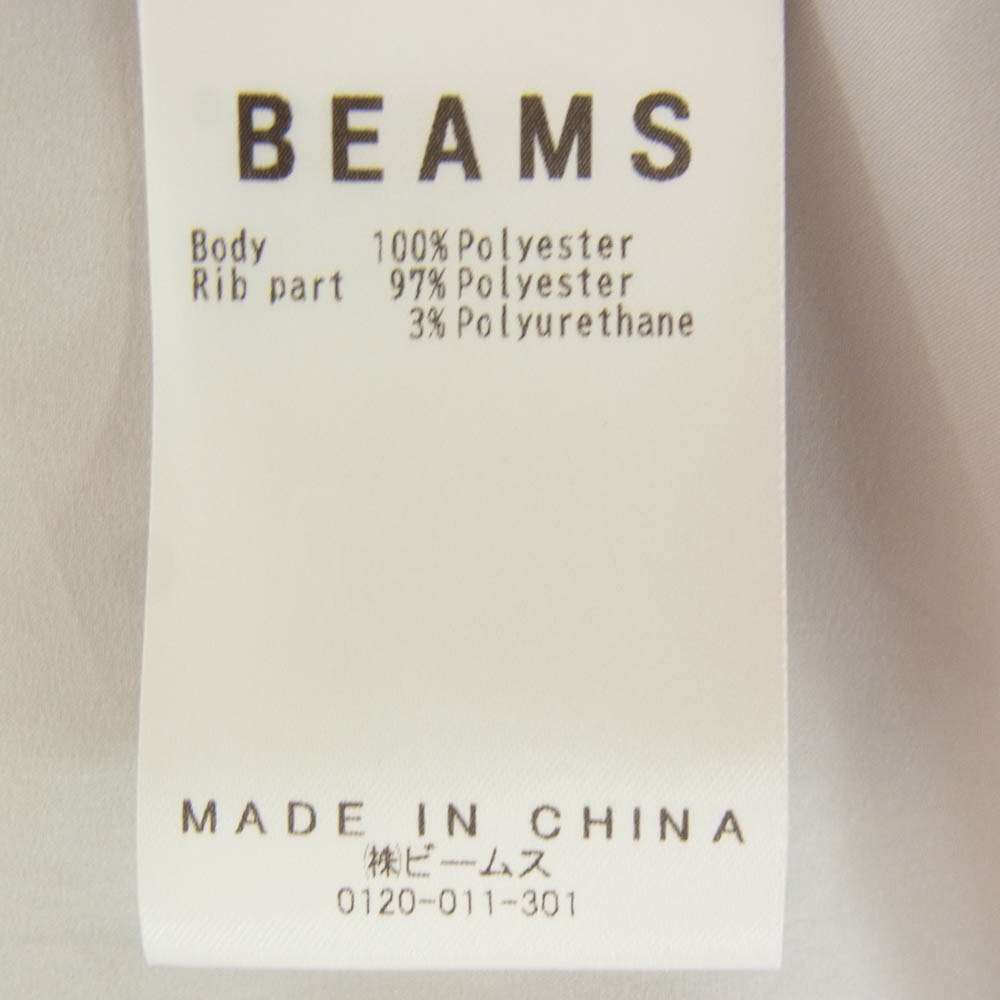 BEAMS
Body 100% Polyester
Rib part 97% Polyester
3% Polyurethane
MADE IN CHINA
㈱ビームス
0120-011-301